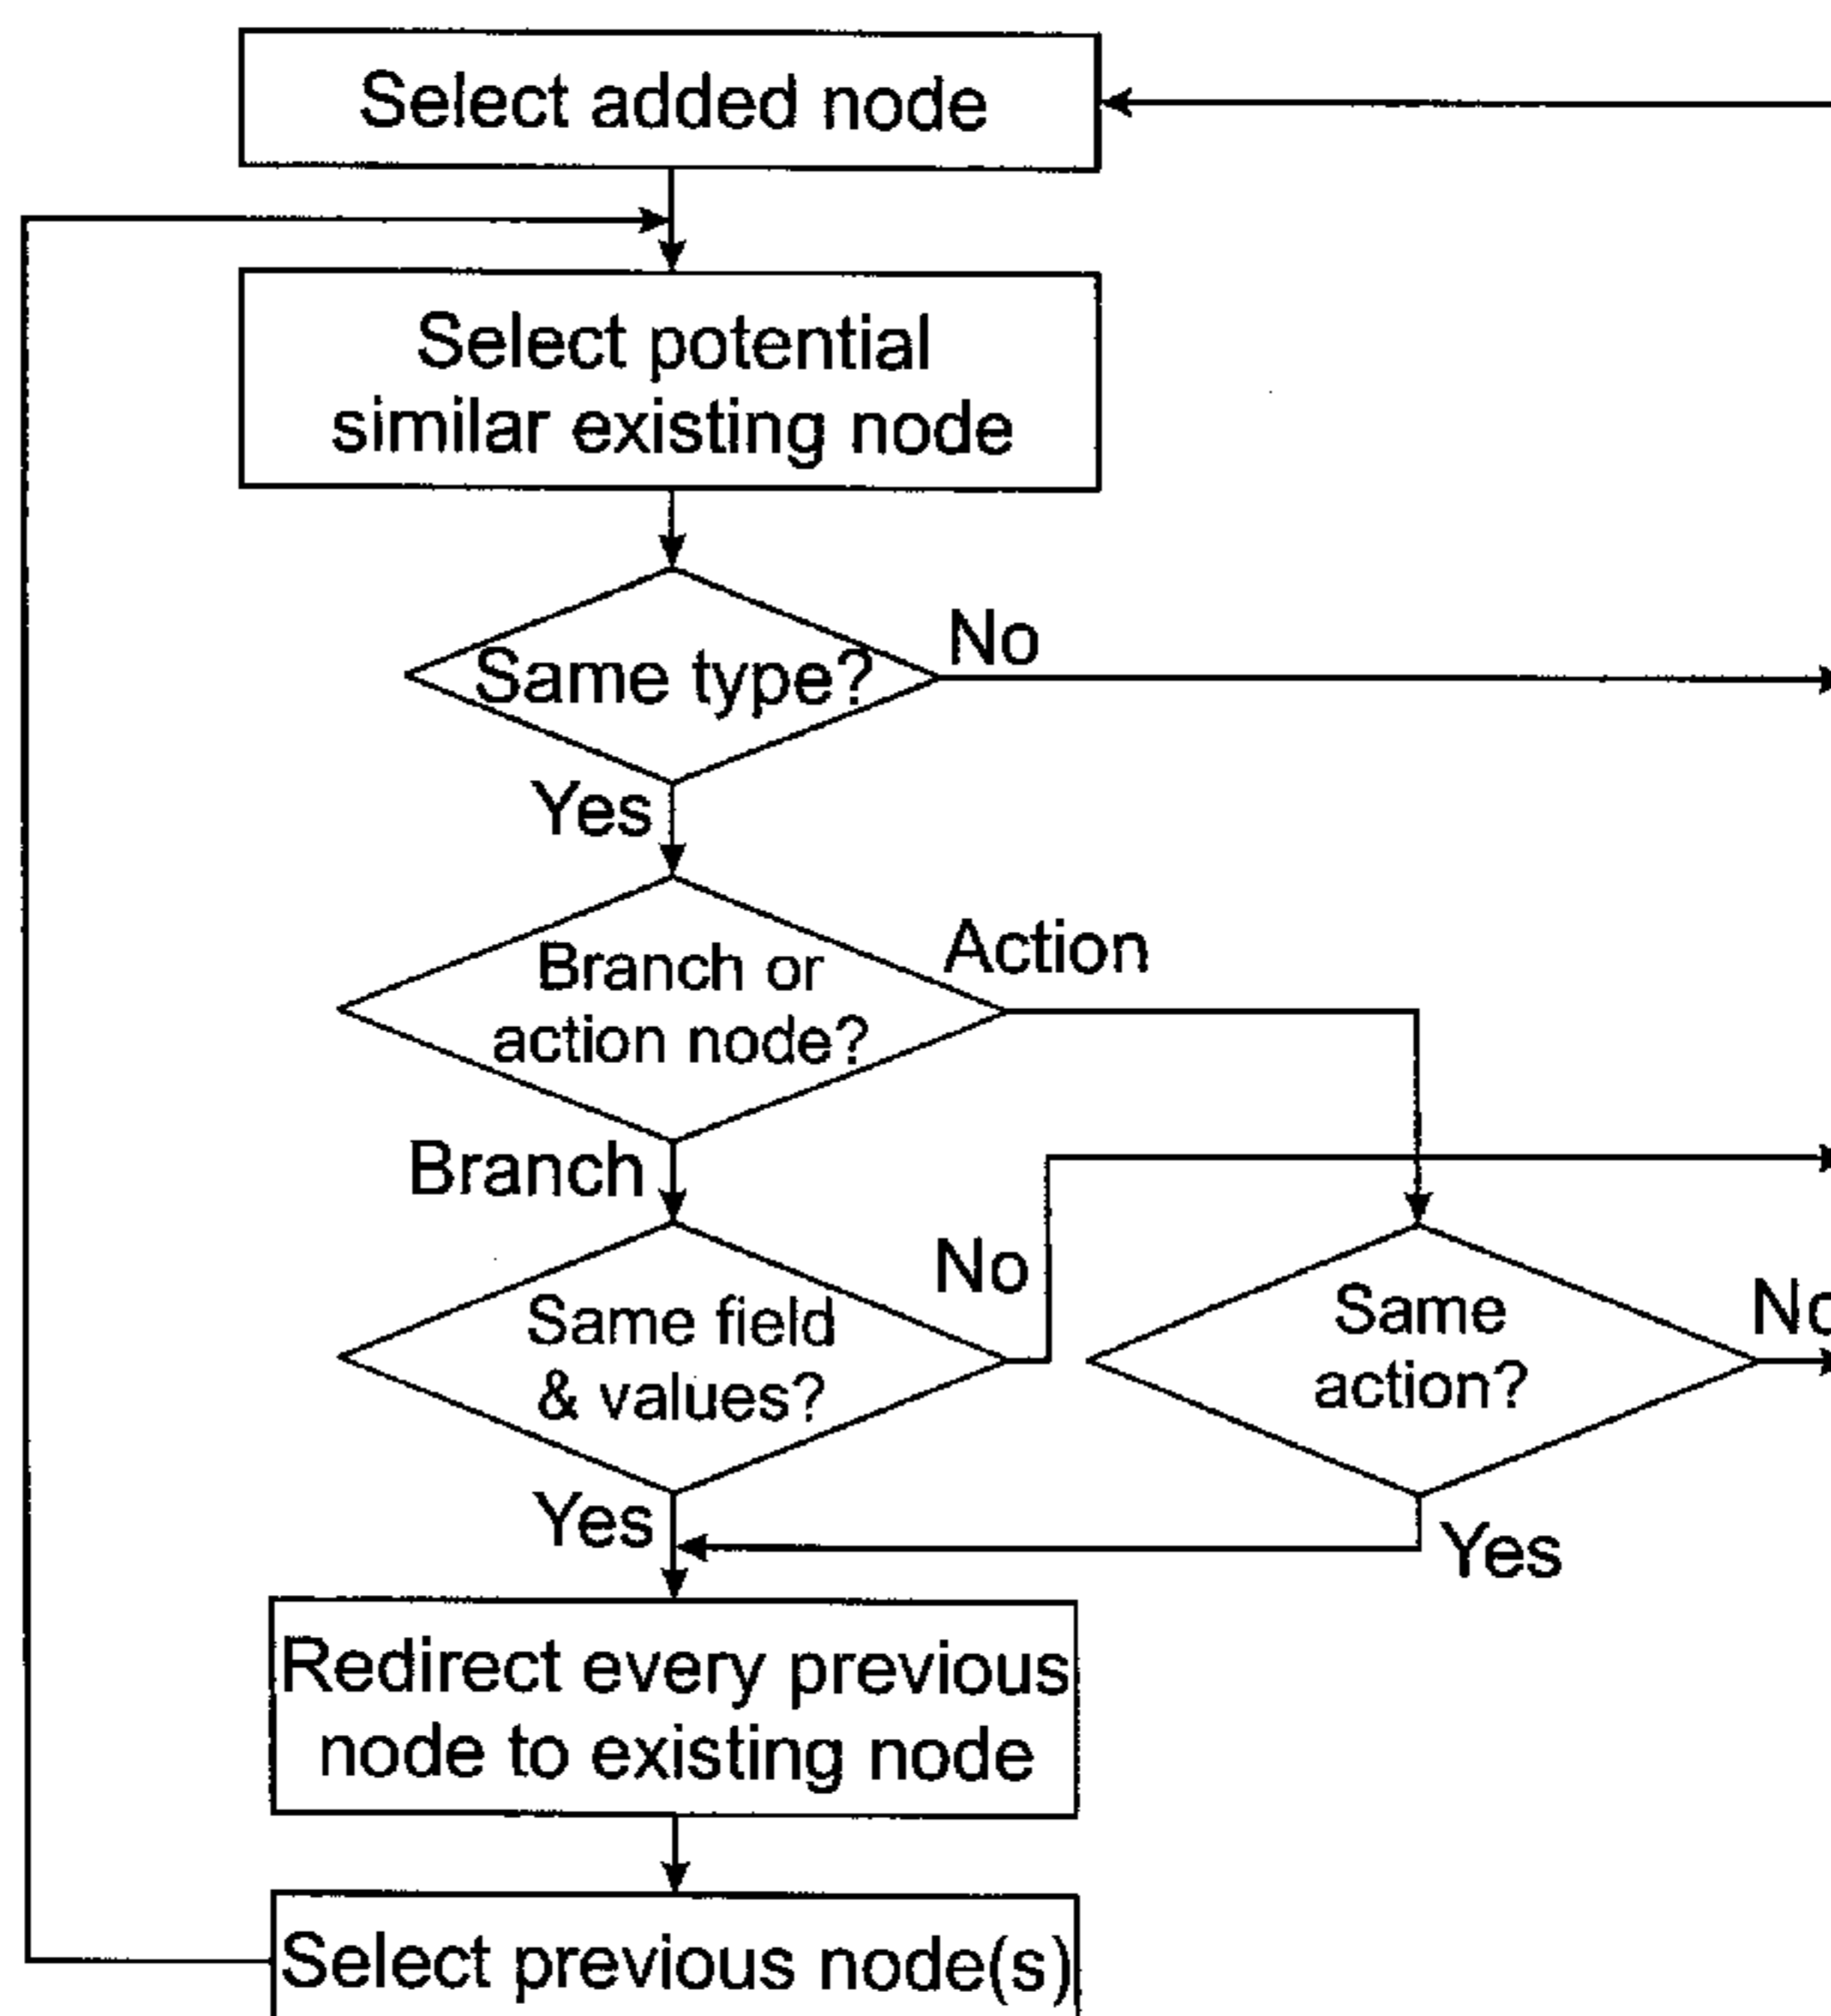 Select added node
Select potential
similar existing node
Same type?
No
Yes
Branch or
action node?
Action
Branch
Same field
& values?
No
Same
action?
No
Yes
Yes
Redirect every previous
node to existing node
Select previous node(s)